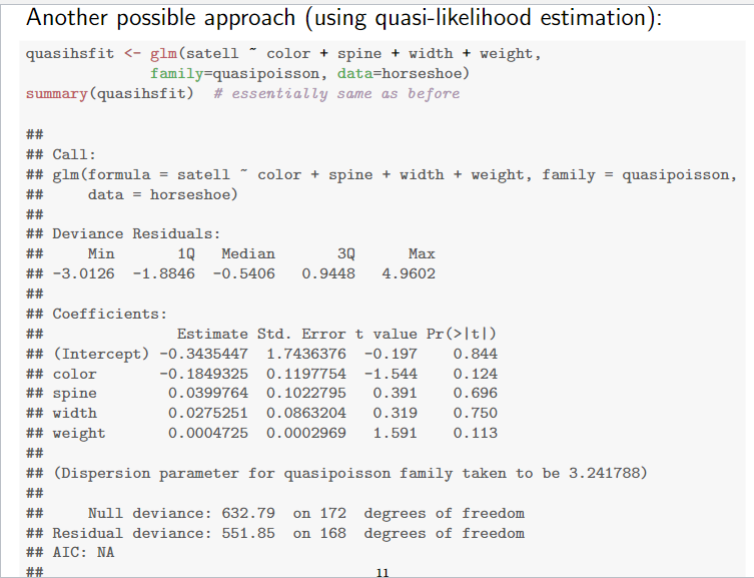 Another possible approach (using quasi-likelihood estimation):
quasihsfit <- glm(satell ~ color + spine + width + weight,
family=quasipoisson, data=horseshoe)
summary(quasihsfit) # essentially same as before
##
## Call:
## glm(formula = satell ~ color + spine + width + weight, family = quasipoisson,
## data = horseshoe)
##
## Deviance Residuals:
## Min 1Q Median 3Q Max
## -3.0126 -1.8846 -0.5406 0.9448 4.9602
##
## Coefficients:
## Estimate Std. Error t value Pr(>|t|)
## (Intercept) -0.3435447 1.7436376 -0.197 0.844
## color -0.1849325 0.1197754 -1.544 0.124
## spine 0.0399764 0.1022795 0.391 0.696
## width 0.0275251 0.0863204 0.319 0.750
## weight 0.0004725 0.0002969 1.591 0.113
##
## (Dispersion parameter for quasipoisson family taken to be 3.241788)
##
## Null deviance: 632.79 on 172 degrees of freedom
## Residual deviance: 551.85 on 168 degrees of freedom
## AIC: NA
##
11